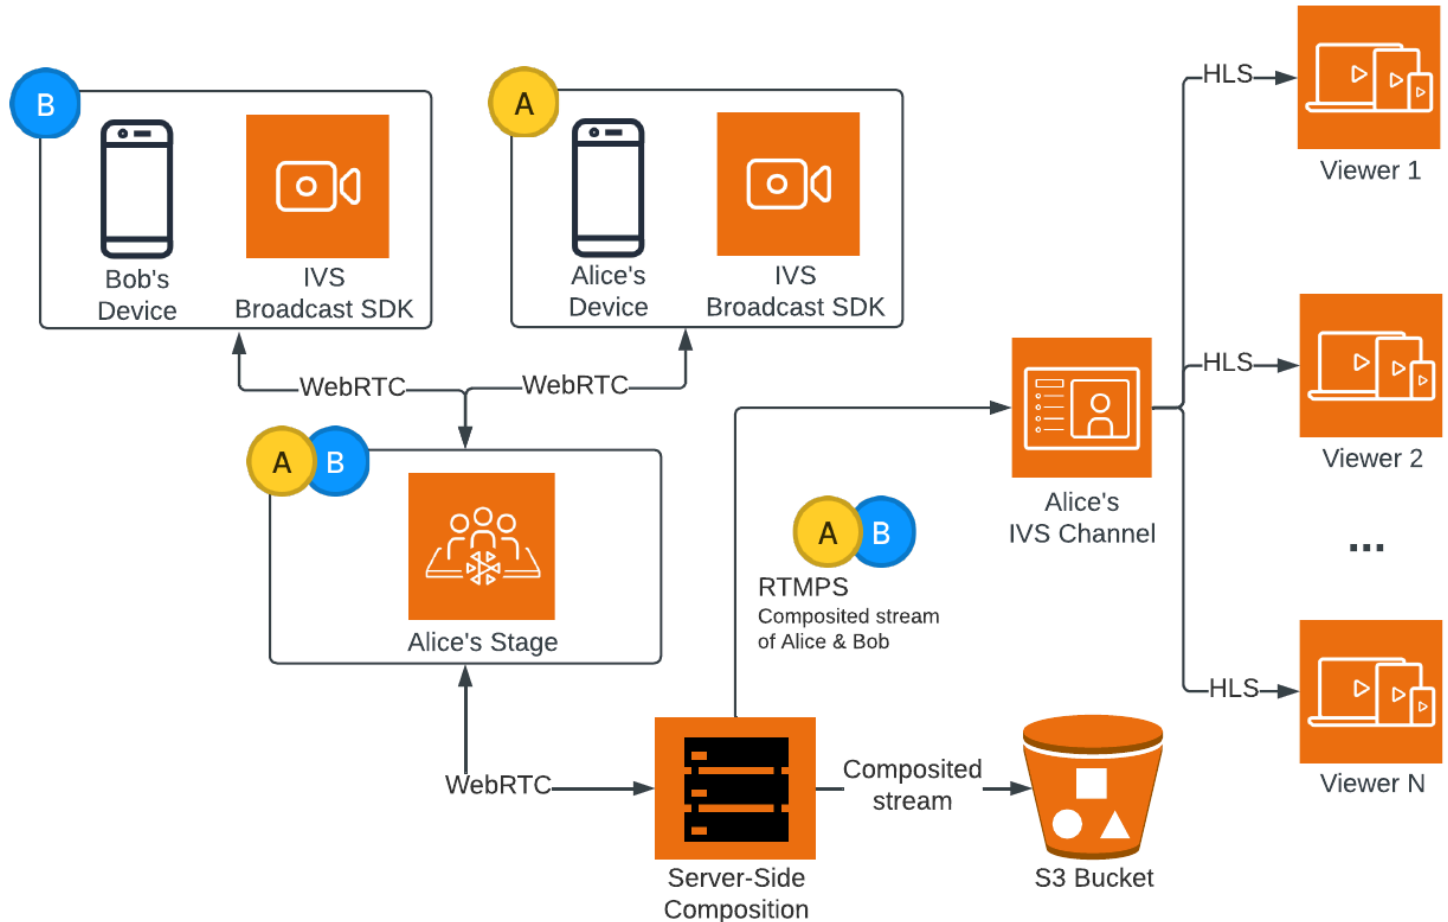 B
Bob's
Device
IVS
Broadcast SDK
A
Alice's
Device
IVS
Broadcast SDK
WebRTC
WebRTC
A B
Alice's Stage
WebRTC
Server-Side
Composition
A B
RTMPS
Composited stream
of Alice & Bob
Composited
stream
S3 Bucket
Alice's
IVS Channel
HLS
Viewer 1
HLS
Viewer 2
...
HLS
Viewer N